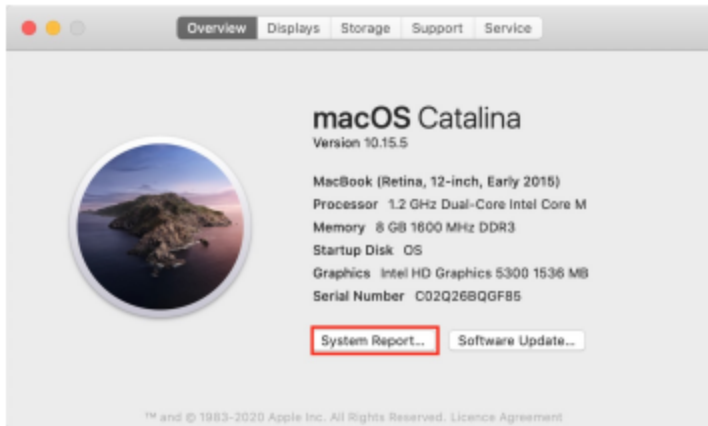 Overview Displays Storage Support Service
macOS Catalina
Version 10.15.5
MacBook (Retina, 12-inch, Early 2015)
Processor 1.2 GHz Dual-Core Intel Core M
Memory 8 GB 1600 MHz DDR3
Startup Disk OS
Graphics Intel HD Graphics 5300 1536 MB
Serial Number C02Q26BQGF85
System Report... Software Update...
™ and © 1983-2020 Apple Inc. All Rights Reserved. Licence Agreement